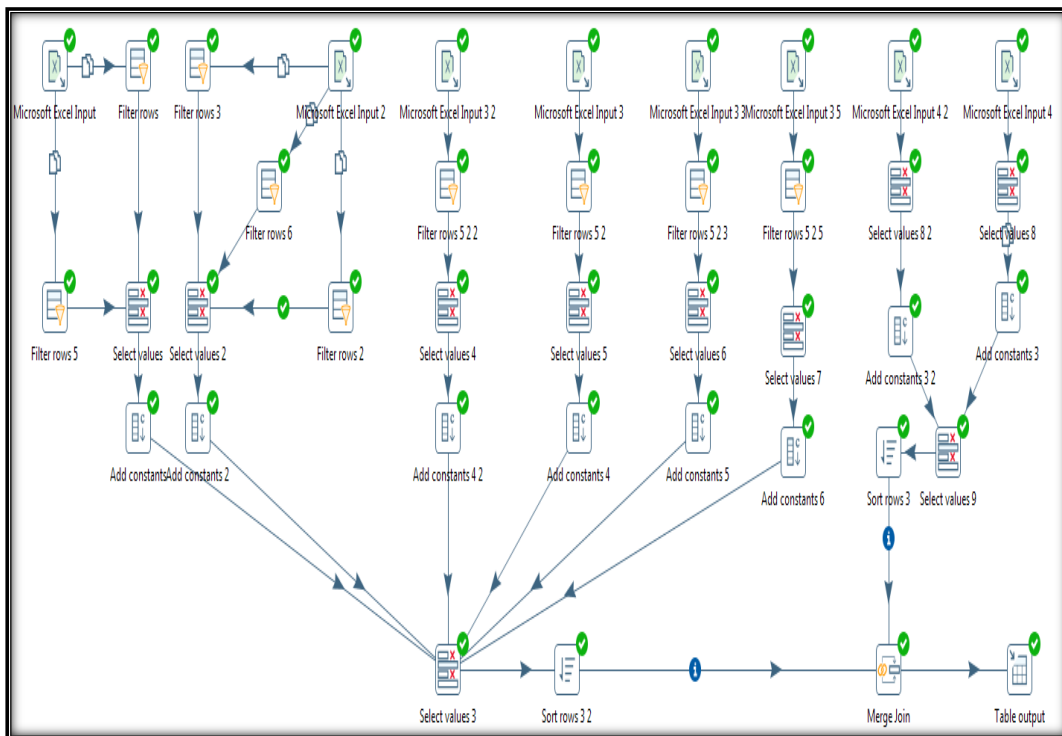 Microsoft Excel Input
Filter rows
Filter rows 3
Microsoft Excel Input 2
Microsoft Excel Input 3 2
Microsoft Excel Input 3
Microsoft Excel Input 3 3
Microsoft Excel Input 3 5
Microsoft Excel Input 4 2
Microsoft Excel Input 4
Filter rows 6
Filter rows 5 2 2
Filter rows 5 2
Filter rows 5 2 3
Filter rows 5 2 5
Select values 8 2
Select values 8
Filter rows 5
Select values
Select values 2
Filter rows 2
Select values 4
Select values 5
Select values 6
Select values 7
Add constants 3 2
Add constants 3
Add constants
Add constants 2
Add constants 4 2
Add constants 4
Add constants 5
Add constants 6
Sort rows 3
Select values 9
Select values 3
Sort rows 3 2
Merge Join
Table output